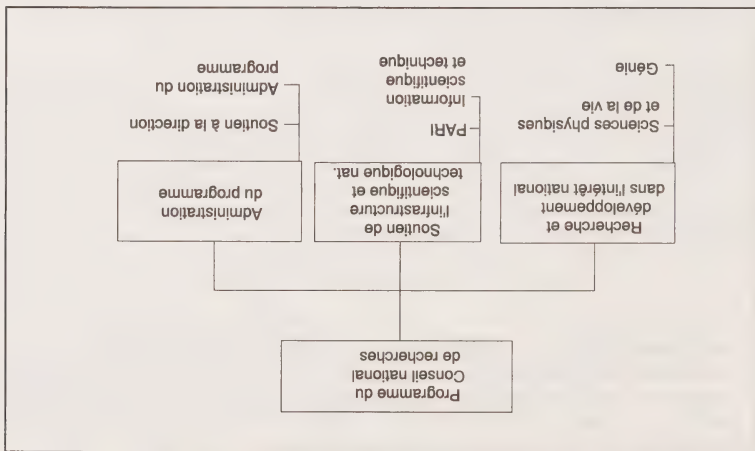 Programme du
Conseil national
de recherches
Recherche et
développement
dans l'intérêt national
Sciences physiques
et de la vie
Génie
Soutien de
l'infrastructure
scientifique et
technologique nat.
PARI
Information
scientifique
et technique
Administration
du programme
Soutien à la direction
Administration du
programme